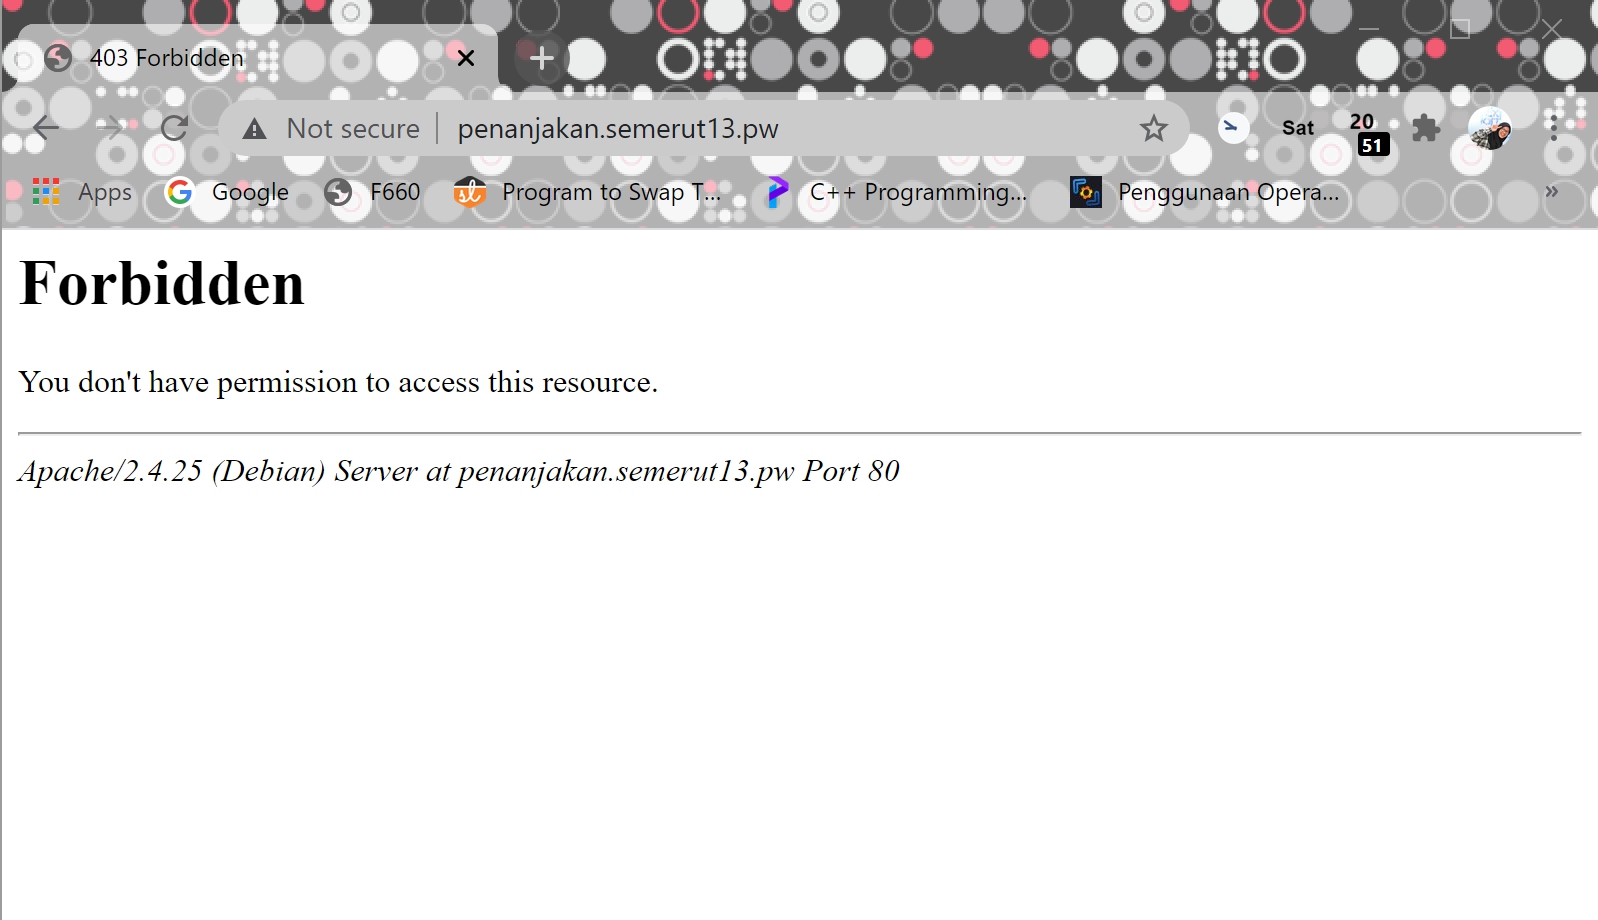 403 Forbidden
Not secure penanjakan.semerut13.pw
Sat
20
51
Apps Google F660 Program to Swap T... C++ Programming... Penggunaan Opera... »
Forbidden
You don't have permission to access this resource.
Apache/2.4.25 (Debian) Server at penanjakan.semerut13.pw Port 80